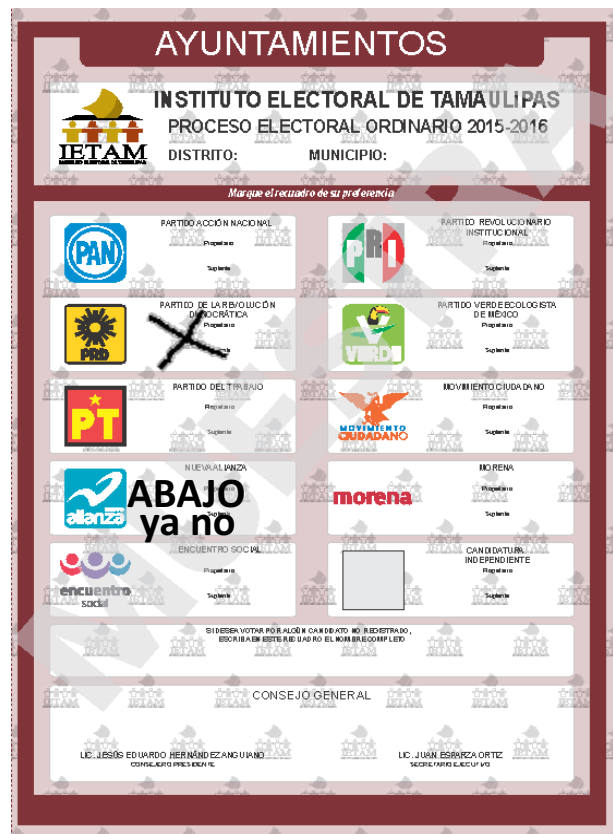 AYUNTAMIENTOS
INSTITUTO ELECTORAL DE TAMAULIPAS
PROCESO ELECTORAL ORDINARIO 2015-2016
IETAM
DISTRITO: MUNICIPIO:
Marque el recuadro de su preferencia
PAN
PARTIDO ACCIÓN NACIONAL
Propietario
Suplente
PRI
PARTIDO REVOLUCIONARIO
INSTITUCIONAL
Propietario
Suplente
PRD
PARTIDO DE LA REVOLUCIÓN
DEMOCRÁTICA
Propietario
Suplente
VERDE
PARTIDO VERDE ECOLOGISTA
DE MÉXICO
Propietario
Suplente
PT
PARTIDO DEL TRABAJO
Propietario
Suplente
MOVIMIENTO
CIUDADANO
MOVIMIENTO CIUDADANO
Propietario
Suplente
alianza
NUEVA ALIANZA
ABAJO
ya no
morena
MORENA
Propietario
Suplente
encuentro
social
ENCUENTRO SOCIAL
Propietario
Suplente
CANDIDATURA
INDEPENDIENTE
Propietario
Suplente
SI DESEA VOTAR POR ALGÚN CANDIDATO NO REGISTRADO,
ESCRIBA EN ESTE RECUADRO EL NOMBRE COMPLETO
CONSEJO GENERAL
LIC. JESÚS EDUARDO HERNÁNDEZ ANGUIANO
CONSEJERO PRESIDENTE
LIC. JUAN ESPARZA ORTIZ
SECRETARIO EJECUTIVO
MUESTRA